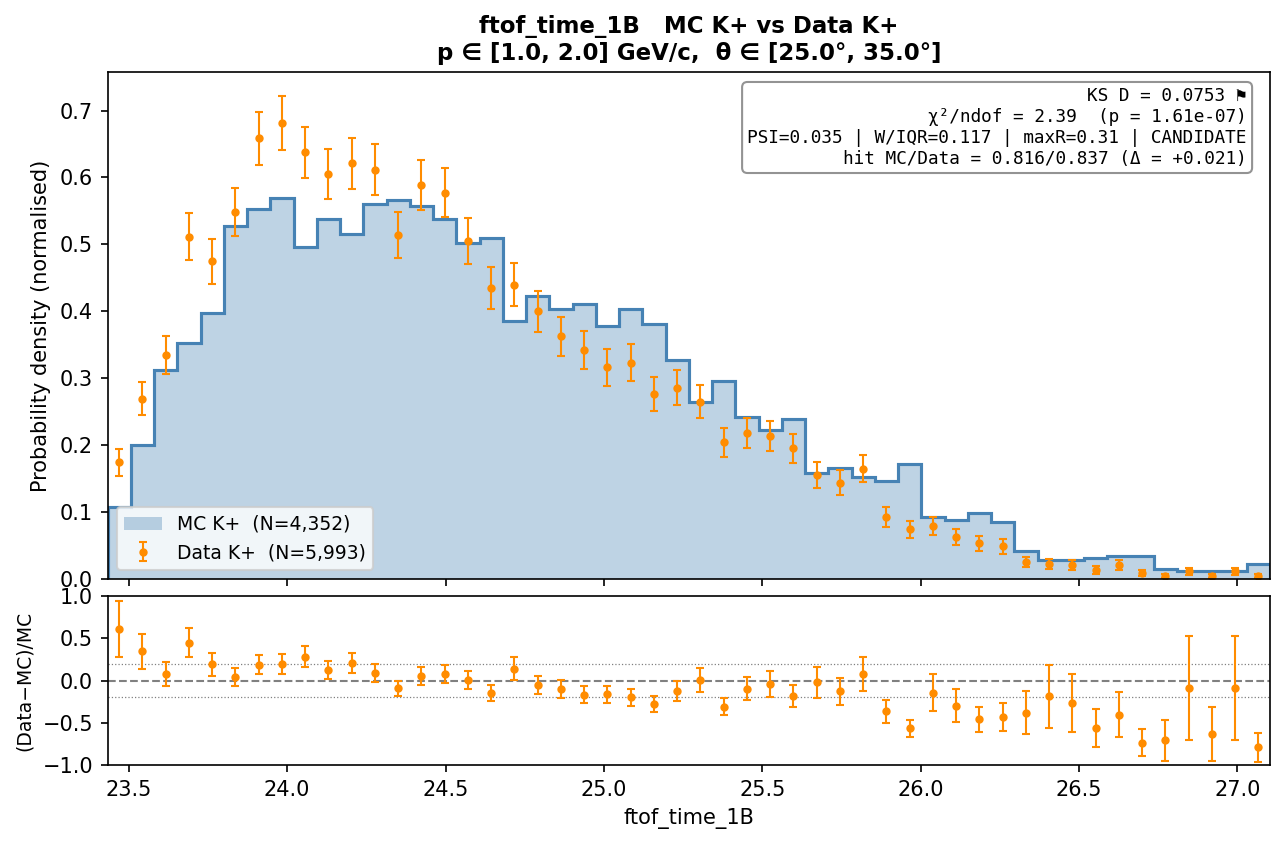 ftof_time_1B   MC K+ vs Data K+
p ∈ [1.0, 2.0] GeV/c,  θ ∈ [25.0°, 35.0°]
KS D = 0.0753 ⚑
χ²/ndof = 2.39  (p = 1.61e-07)
PSI=0.035 | W/IQR=0.117 | maxR=0.31 | CANDIDATE
hit MC/Data = 0.816/0.837 (Δ = +0.021)
Probability density (normalised)
0.7
0.6
0.5
0.4
0.3
0.2
0.1
0.0
MC K+  (N=4,352)
Data K+  (N=5,993)
(Data−MC)/MC
1.0
0.5
0.0
−0.5
−1.0
23.5 24.0 24.5 25.0 25.5 26.0 26.5 27.0
ftof_time_1B